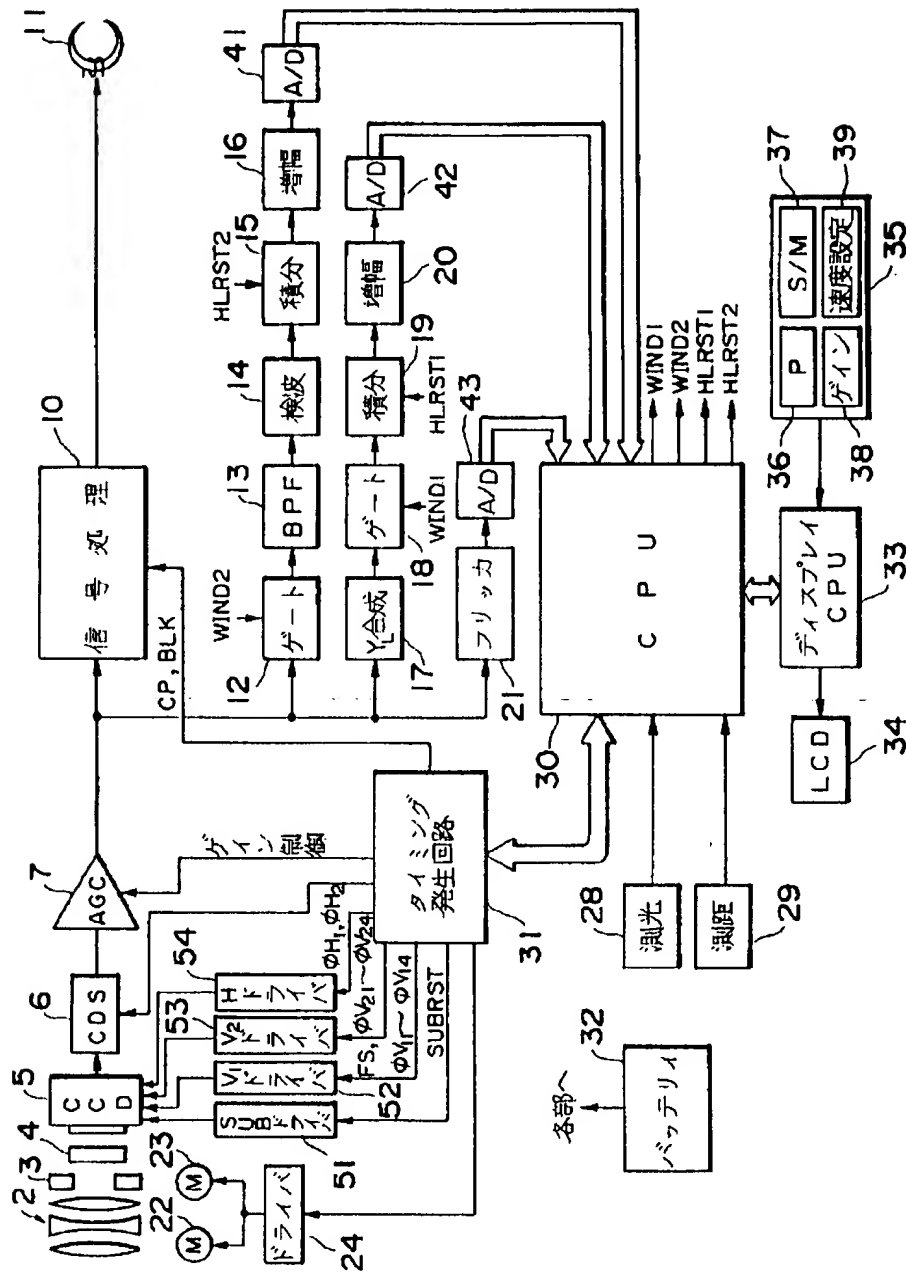 2
3
4
5
CCD
6
CDS
7
AGC
10
信号処理
11
CP, BLK
ゲイン制御
WIND2
12
ゲート
13
BPF
14
検波
HLRST2
15
積分
16
増幅
41
A/D
17
YL合成
18
ゲート
WIND1
19
積分
HLRST1
20
増幅
42
A/D
21
フリッカ
43
A/D
22
M
23
M
24
ドライバ
51
SUBドライバ
52
V1ドライバ
53
V2ドライバ
54
Hドライバ
φH1, φH2
FS, φV21~φV24
φV11~φV14
SUBRST
31
タイミング発生回路
30
CPU
WIND1
WIND2
HLRST1
HLRST2
28
測光
29
測距
32
バッテリィ
各部へ
33
ディスプレイ
CPU
34
LCD
35
36
P
37
S/M
38
ゲイン
39
速度設定